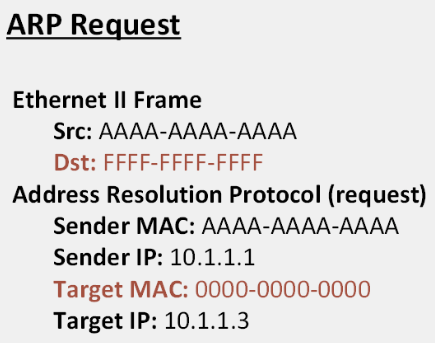 ARP Request
Ethernet II Frame
Src: AAAA-AAAA-AAAA
Dst: FFFF-FFFF-FFFF
Address Resolution Protocol (request)
Sender MAC: AAAA-AAAA-AAAA
Sender IP: 10.1.1.1
Target MAC: 0000-0000-0000
Target IP: 10.1.1.3